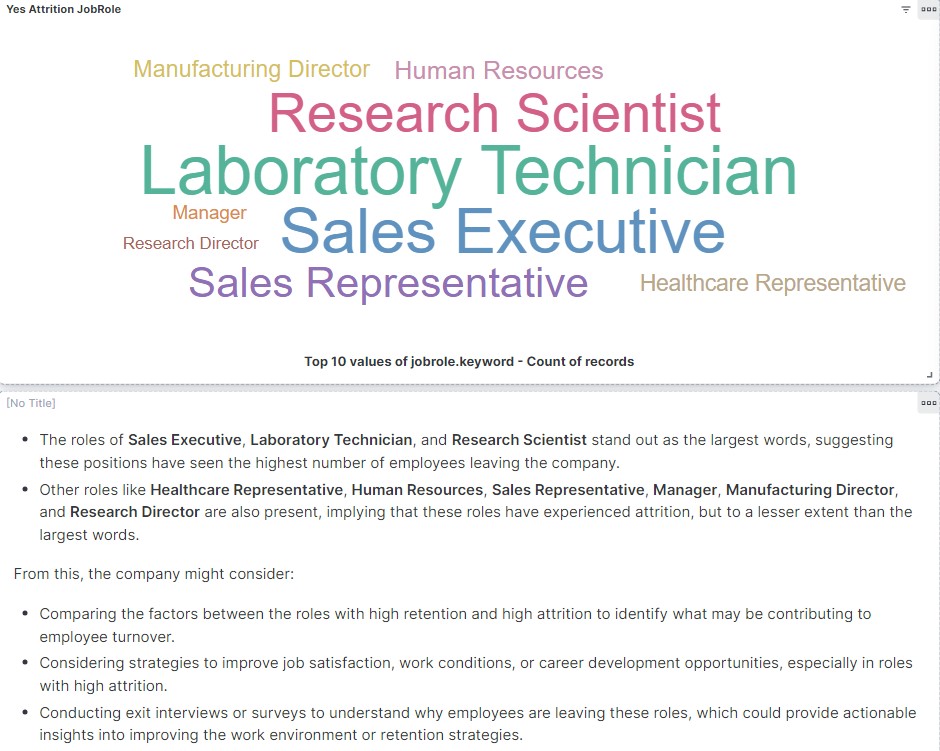 Yes Attrition JobRole
Manufacturing Director
Human Resources
Research Scientist
Laboratory Technician
Manager
Sales Executive
Research Director
Sales Representative
Healthcare Representative
Top 10 values of jobrole.keyword - Count of records
[No Title]
• The roles of Sales Executive, Laboratory Technician, and Research Scientist stand out as the largest words, suggesting
these positions have seen the highest number of employees leaving the company.
• Other roles like Healthcare Representative, Human Resources, Sales Representative, Manager, Manufacturing Director,
and Research Director are also present, implying that these roles have experienced attrition, but to a lesser extent than the
largest words.
From this, the company might consider:
• Comparing the factors between the roles with high retention and high attrition to identify what may be contributing to
employee turnover.
• Considering strategies to improve job satisfaction, work conditions, or career development opportunities, especially in roles
with high attrition.
• Conducting exit interviews or surveys to understand why employees are leaving these roles, which could provide actionable
insights into improving the work environment or retention strategies.